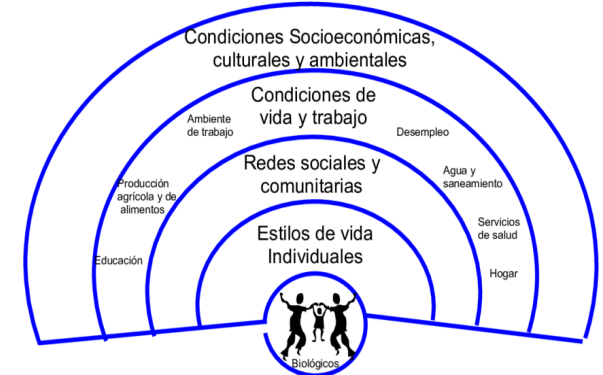 Condiciones Socioeconómicas,
culturales y ambientales
Condiciones de
vida y trabajo
Ambiente
de trabajo
Desempleo
Redes sociales y
comunitarias
Agua y
saneamiento
Producción
agrícola y de
alimentos
Servicios
de salud
Estilos de vida
Individuales
Educación
Hogar
Biológicos